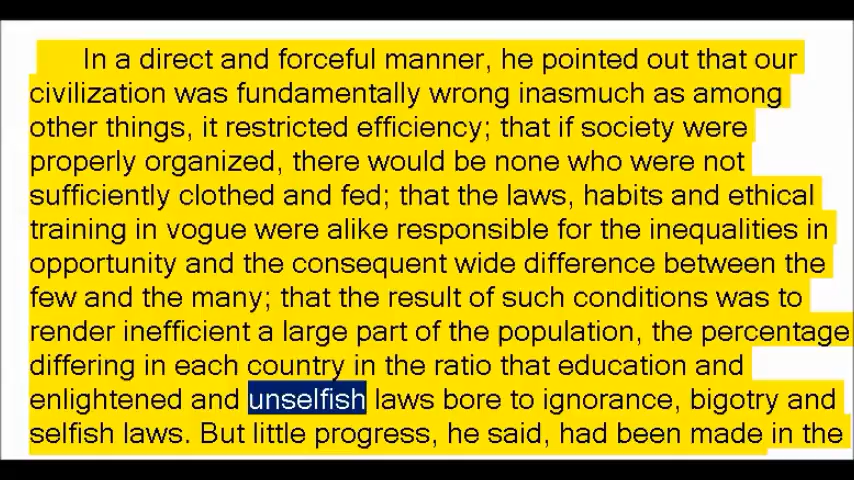 In a direct and forceful manner, he pointed out that our
civilization was fundamentally wrong inasmuch as among
other things, it restricted efficiency; that if society were
properly organized, there would be none who were not
sufficiently clothed and fed; that the laws, habits and ethical
training in vogue were alike responsible for the inequalities in
opportunity and the consequent wide difference between the
few and the many; that the result of such conditions was to
render inefficient a large part of the population, the percentage
differing in each country in the ratio that education and
enlightened and unselfish laws bore to ignorance, bigotry and
selfish laws. But little progress, he said, had been made in the